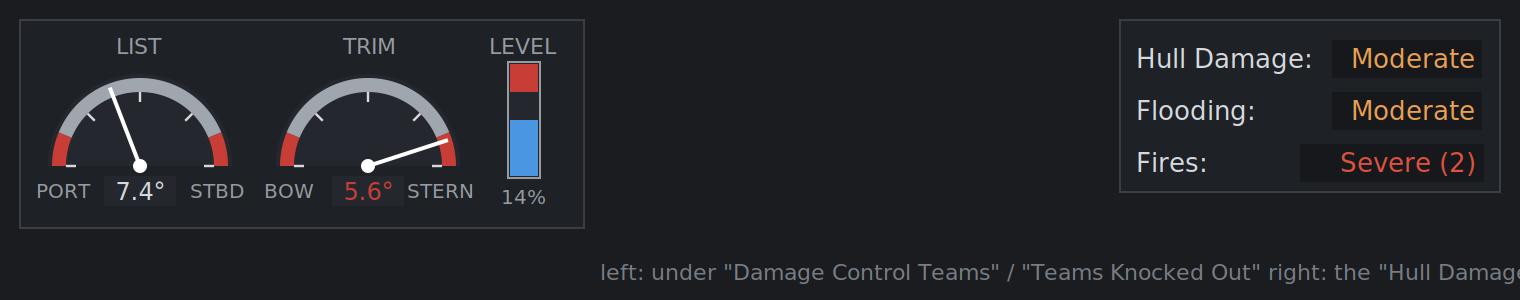 LIST TRIM LEVEL
PORT 7.4° STBD BOW 5.6° STERN
14%
Hull Damage: Moderate
Flooding: Moderate
Fires: Severe (2)
left: under "Damage Control Teams" / "Teams Knocked Out" right: the "Hull Damage